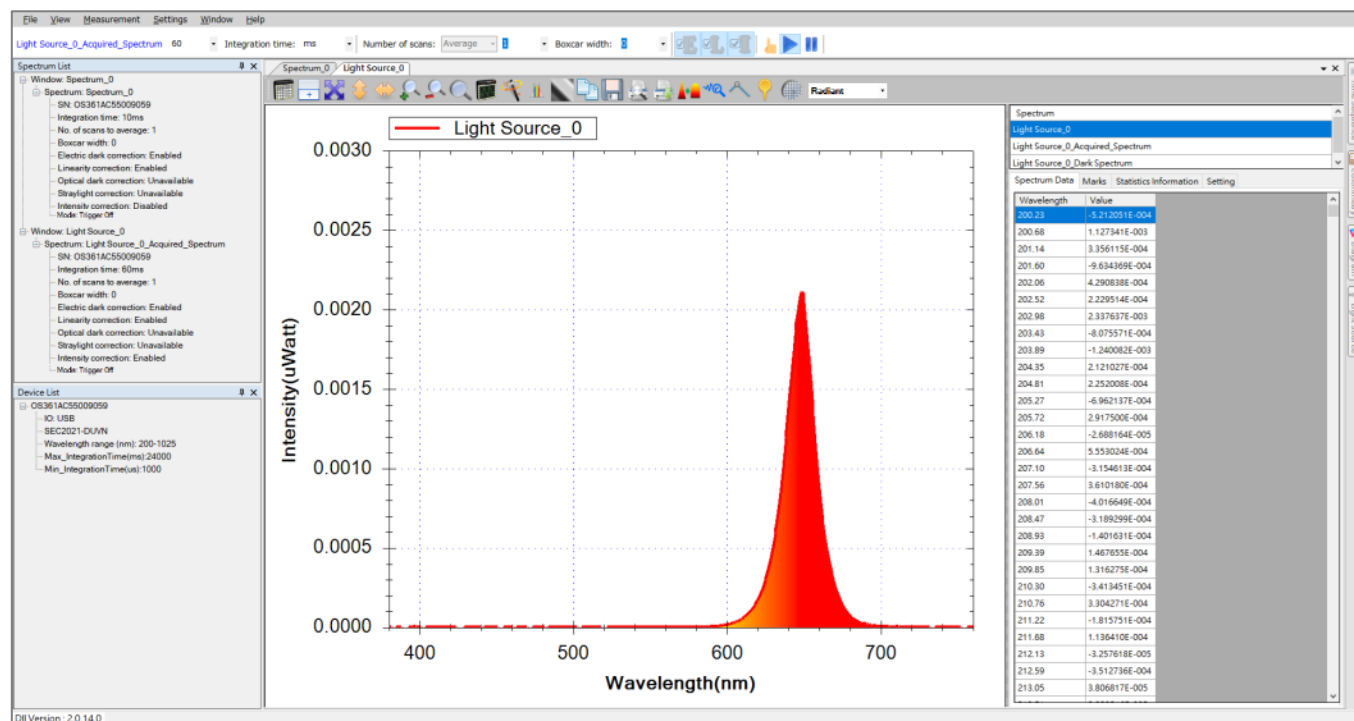 File View Measurement Settings Window Help
Light Source_0_Acquired_Spectrum 60 Integration time: ms Number of scans: Average 1 Boxcar width: 0
Spectrum List
Window: Spectrum_0
Spectrum: Spectrum_0
SN: OS361AC55009059
Integration time: 10ms
No. of scans to average: 1
Boxcar width: 0
Electric dark correction: Enabled
Linearity correction: Enabled
Optical dark correction: Unavailable
Straylight correction: Unavailable
Intensity correction: Disabled
Mode: Trigger Off
Window: Light Source_0
Spectrum: Light Source_0_Acquired_Spectrum
SN: OS361AC55009059
Integration time: 60ms
No. of scans to average: 1
Boxcar width: 0
Electric dark correction: Enabled
Linearity correction: Enabled
Optical dark correction: Unavailable
Straylight correction: Unavailable
Intensity correction: Enabled
Mode: Trigger Off
Device List
OS361AC55009059
IO: USB
SEC2021-DUVN
Wavelength range (nm): 200-1025
Max_IntegrationTime(ms):24000
Min_IntegrationTime(us):1000
Spectrum_0 Light Source_0
Radiant
Light Source_0
0.0030
0.0025
0.0020
0.0015
0.0010
0.0005
0.0000
Intensity(uWatt)
400 500 600 700
Wavelength(nm)
Spectrum
Light Source_0
Light Source_0_Acquired_Spectrum
Light Source_0_Dark Spectrum
Spectrum Data Marks Statistics Information Setting
Wavelength Value
200.23 -5.212051E-004
200.68 1.127341E-003
201.14 3.356115E-004
201.60 -9.634369E-004
202.06 4.290838E-004
202.52 2.229514E-004
202.98 2.337637E-003
203.43 -8.075571E-004
203.89 -1.240082E-003
204.35 2.121027E-004
204.81 2.252008E-004
205.27 -6.962137E-004
205.72 2.917500E-004
206.18 -2.688164E-005
206.64 5.553024E-004
207.10 -3.154613E-004
207.56 3.610180E-004
208.01 -4.016649E-004
208.47 -3.189299E-004
208.93 -1.401631E-004
209.39 1.467655E-004
209.85 1.316275E-004
210.30 -3.413451E-004
210.76 3.304271E-004
211.22 -1.815751E-004
211.68 1.136410E-004
212.13 -3.257618E-005
212.59 -3.512736E-004
213.05 3.806817E-005
Dll Version : 2.0.14.0